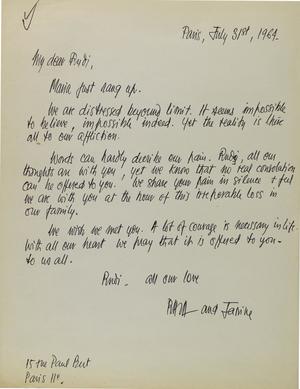 Paris, July 31st, 1964.
My dear Rudi,
Maria just rang up.
We are distressed beyound limit. It seems impossible
to believe, impossible indeed. Yet the reality is here
all to our affliction.
Words can hardly describe our pain. Rudi, all our
thoughts are with you, yet we know that no real consolation
can be offered to you. We share your pain in silence + feel
we are with you at the hour of this irreparable loss in
our family.
We wish we met you. A lot of courage is necessary in life.
With all our heart we pray that it is offered to you -
to us all.
Rudi. all our love
RAZA and Janine
15 rue Paul Bert
Paris 11e.